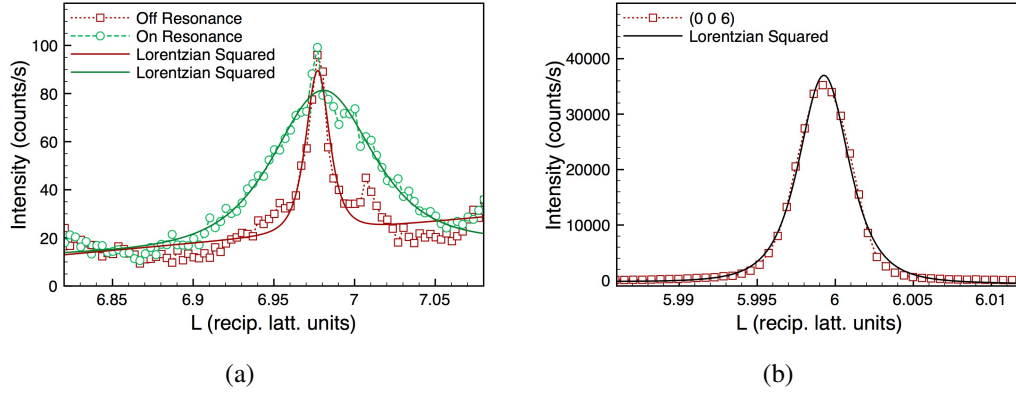 Off Resonance
On Resonance
Lorentzian Squared
Lorentzian Squared
100
80
60
40
20
0
Intensity (counts/s)
6.85
6.9
6.95
7
7.05
L (recip. latt. units)
(a)
(0 0 6)
Lorentzian Squared
40000
30000
20000
10000
0
Intensity (counts/s)
5.99
5.995
6
6.005
6.01
L (recip. latt. units)
(b)